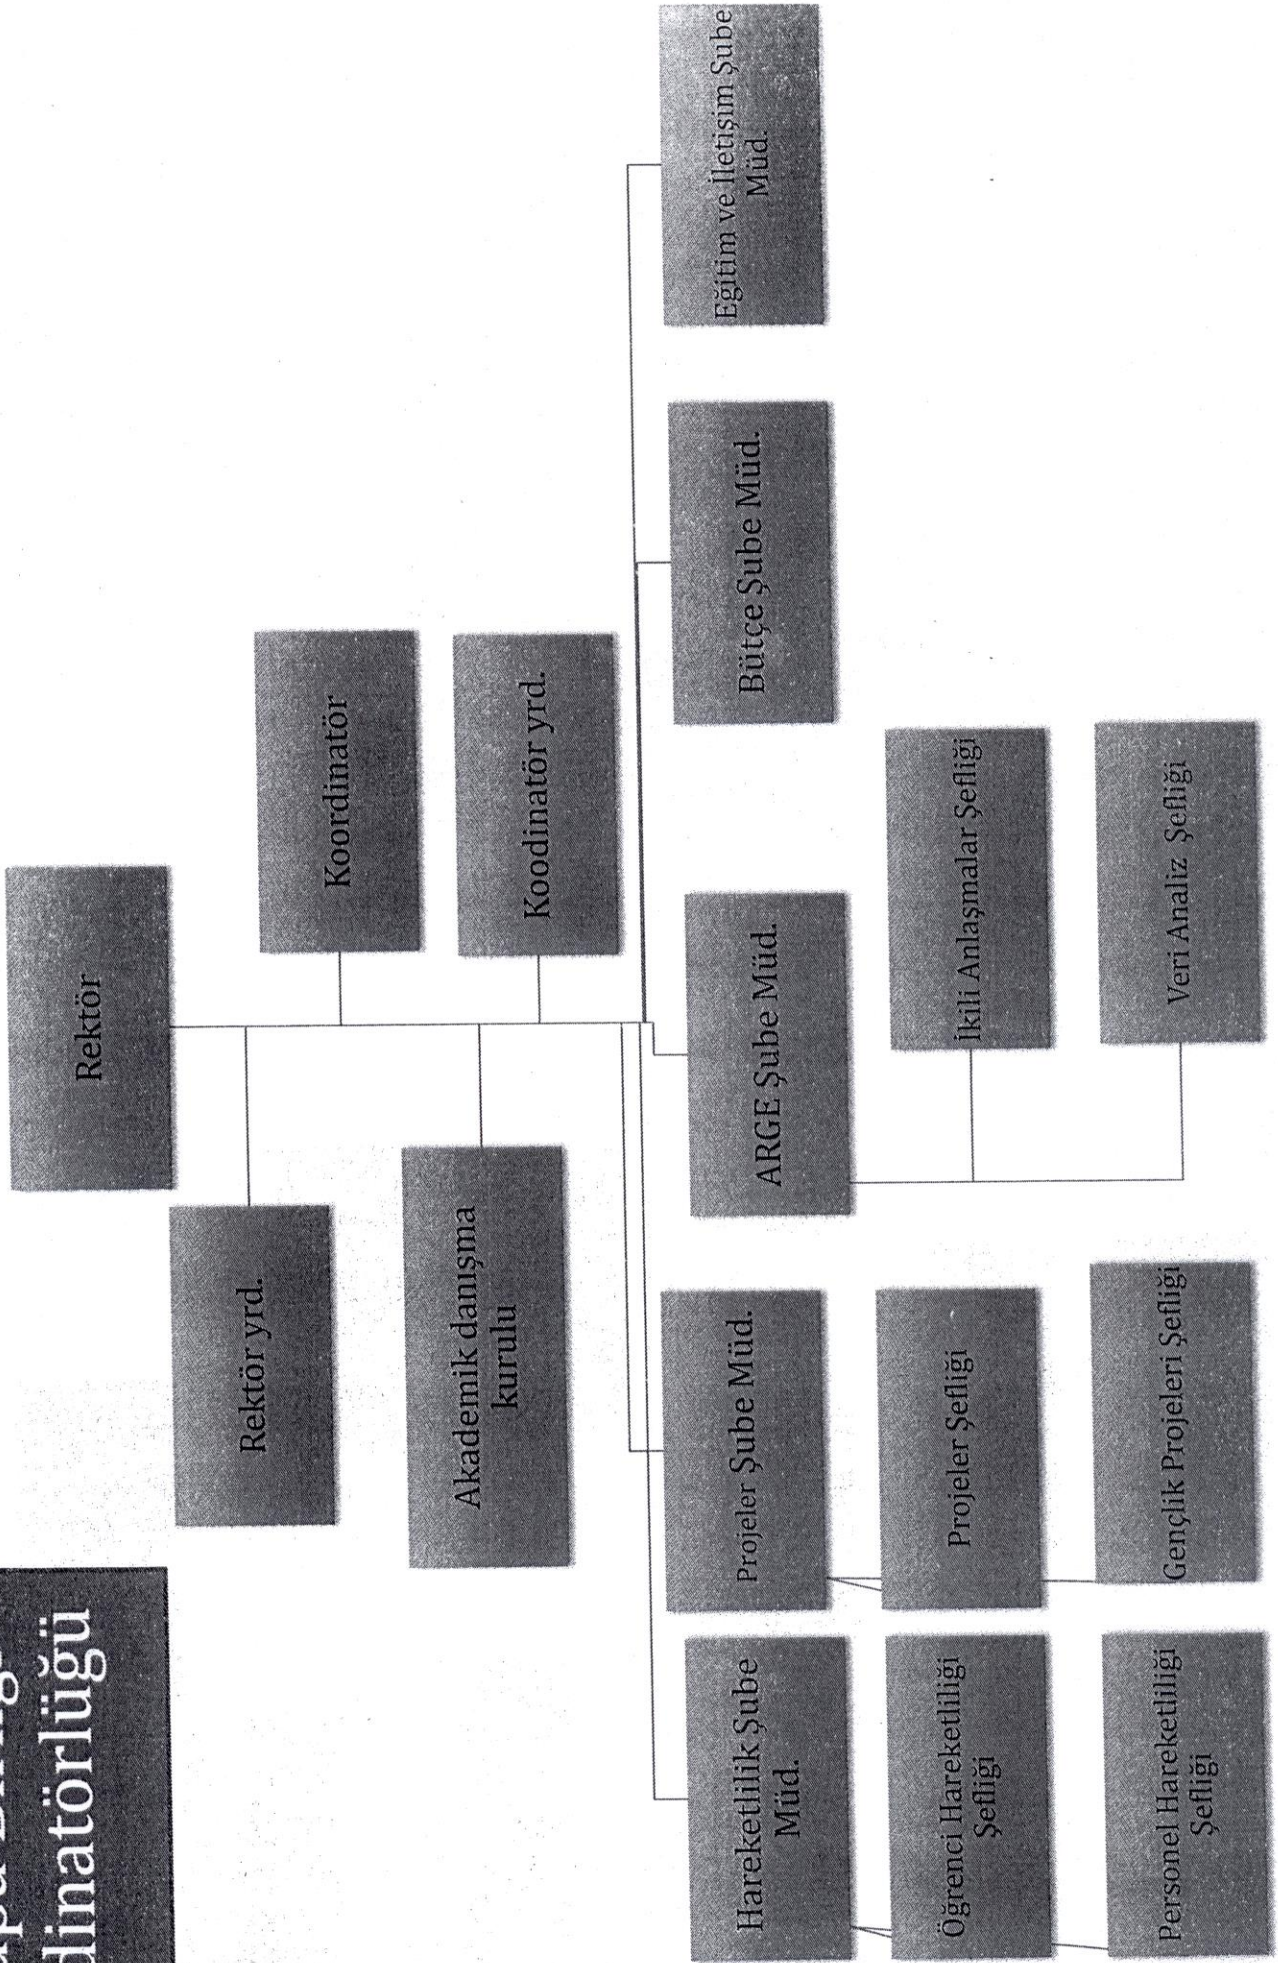 dinatörlüğü
Rektör
Rektör yrd.
Koordinatör
Akademik danışma
kurulu
Koodinatör yrd.
Hareketlilik Şube
Müd.
Projeler Şube Müd.
ARGE Şube Müd.
Bütçe Şube Müd.
Eğitim ve İletişim Şube
Müd.
Öğrenci Hareketliliği
Şefliği
Projeler Şefliği
İkili Anlaşmalar Şefliği
Personel Hareketliliği
Şefliği
Gençlik Projeleri Şefliği
Veri Analiz Şefliği